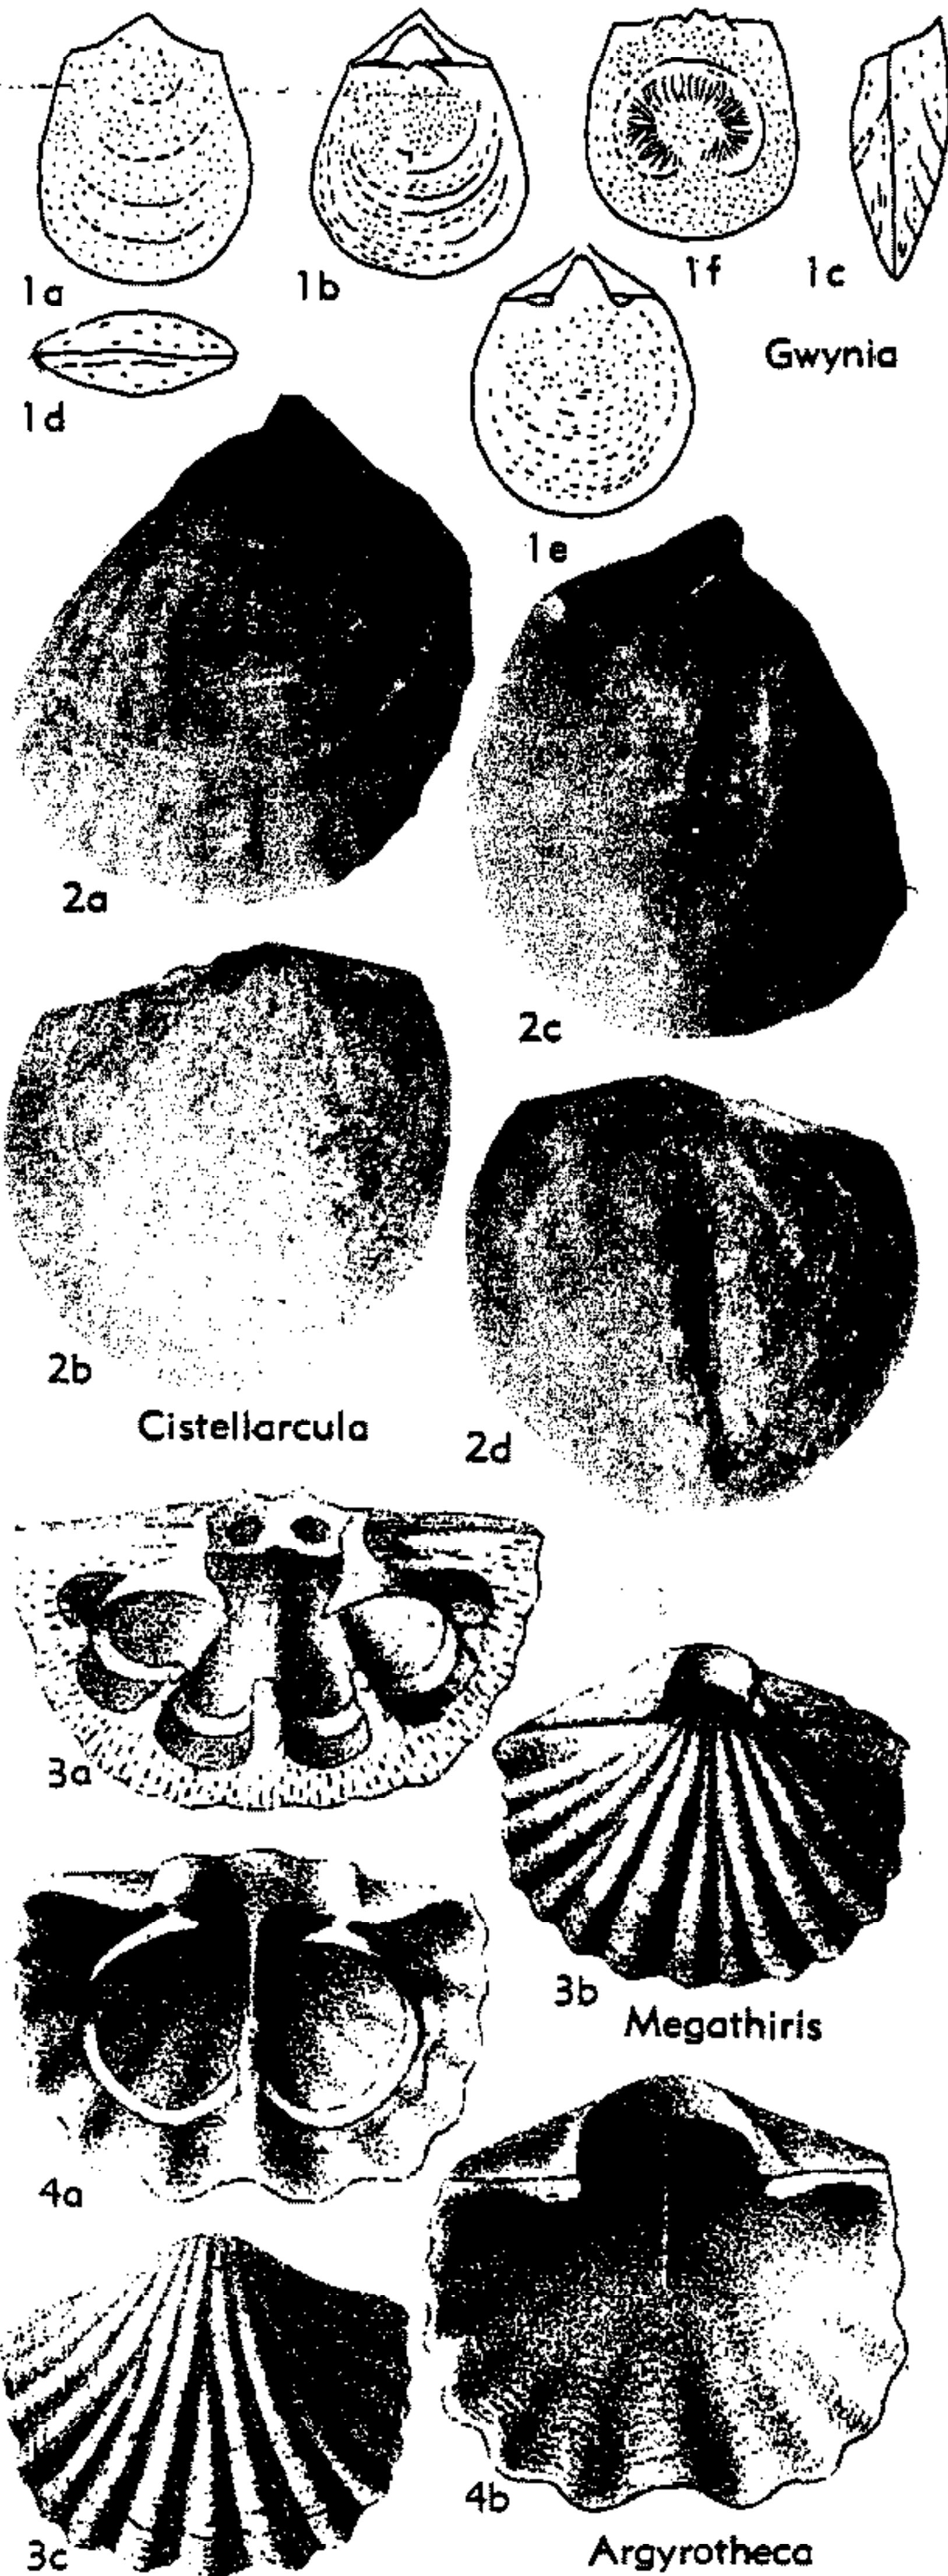 1a
1b
1f
1c
Gwynia
1d
1e
2a
2c
2b
Cistellarcula
2d
3a
3b
Megathiris
4a
4b
3c
Argyrotheca